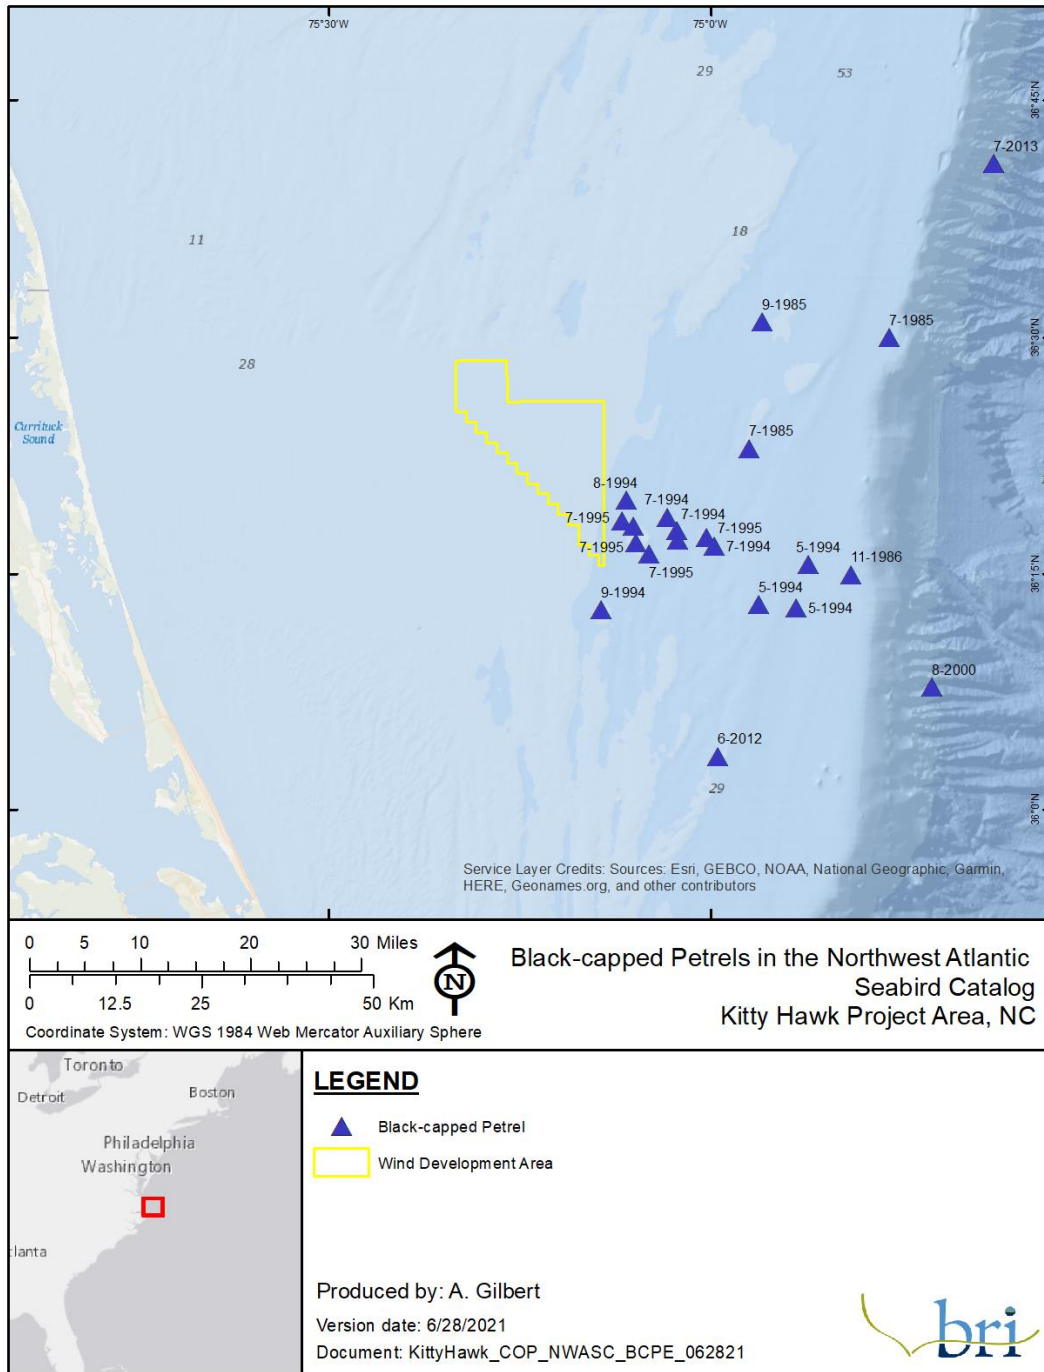 75°30'W
75°0'W
29
53
36°45'N
7-2013
11
18
9-1985
7-1985
36°30'N
28
Currituck
Sound
7-1985
8-1994
7-1994
7-1995
7-1994
7-1995
7-1995
7-1994
7-1995
5-1994
11-1986
36°15'N
9-1994
5-1994
5-1994
8-2000
6-2012
29
36°0'N
Service Layer Credits: Sources: Esri, GEBCO, NOAA, National Geographic, Garmin,
HERE, Geonames.org, and other contributors
0 5 10 20 30 Miles
0 12.5 25 50 Km
N
Coordinate System: WGS 1984 Web Mercator Auxiliary Sphere
Black-capped Petrels in the Northwest Atlantic
Seabird Catalog
Kitty Hawk Project Area, NC
Toronto
Detroit
Boston
Philadelphia
Washington
lanta
LEGEND
Black-capped Petrel
Wind Development Area
Produced by: A. Gilbert
Version date: 6/28/2021
Document: KittyHawk_COP_NWASC_BCPE_062821
bri